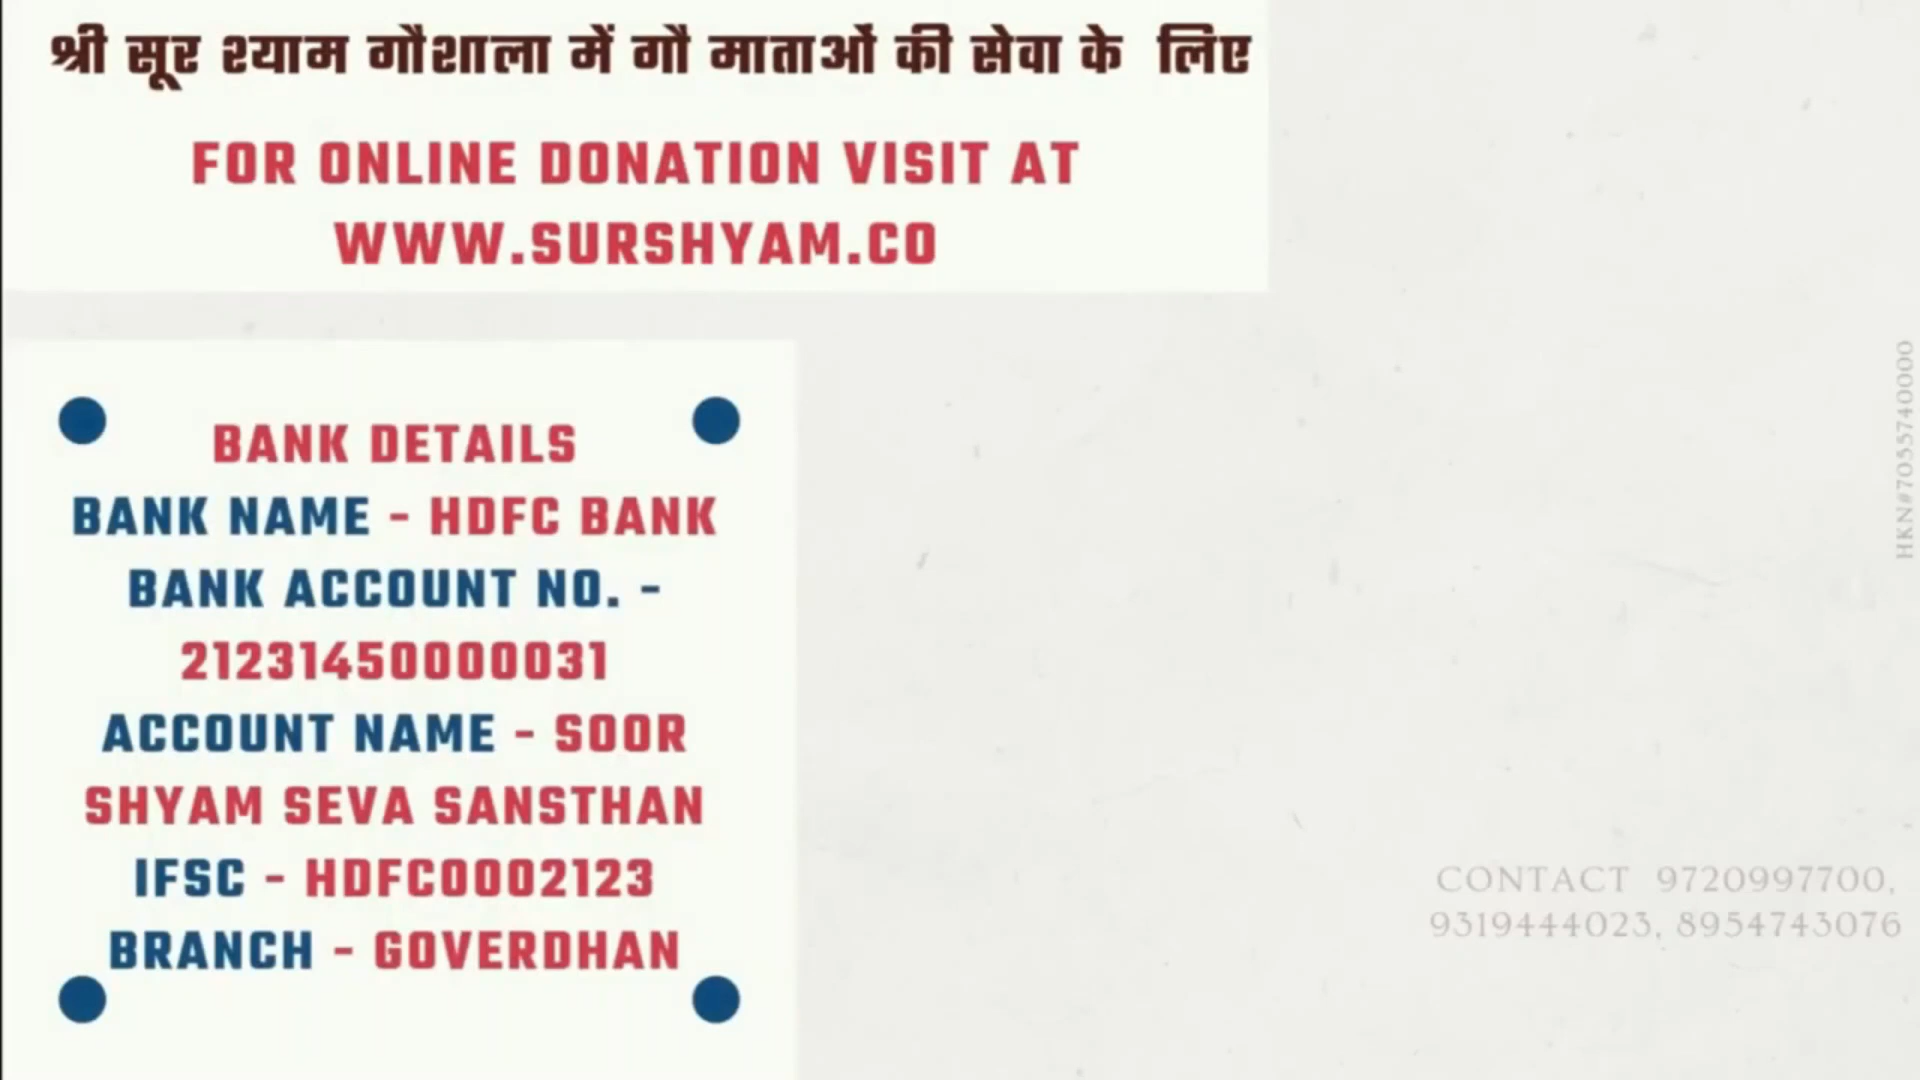 श्री सूर श्याम गौशाला में गौ माताओं की सेवा के लिए
FOR ONLINE DONATION VISIT AT
WWW.SURSHYAM.CO
BANK DETAILS
BANK NAME - HDFC BANK
BANK ACCOUNT NO. -
21231450000031
ACCOUNT NAME - SOOR
SHYAM SEVA SANSTHAN
IFSC - HDFC0002123
BRANCH - GOVERDHAN
HKN#7055740000
CONTACT 9720997700,
9319444023, 8954743076